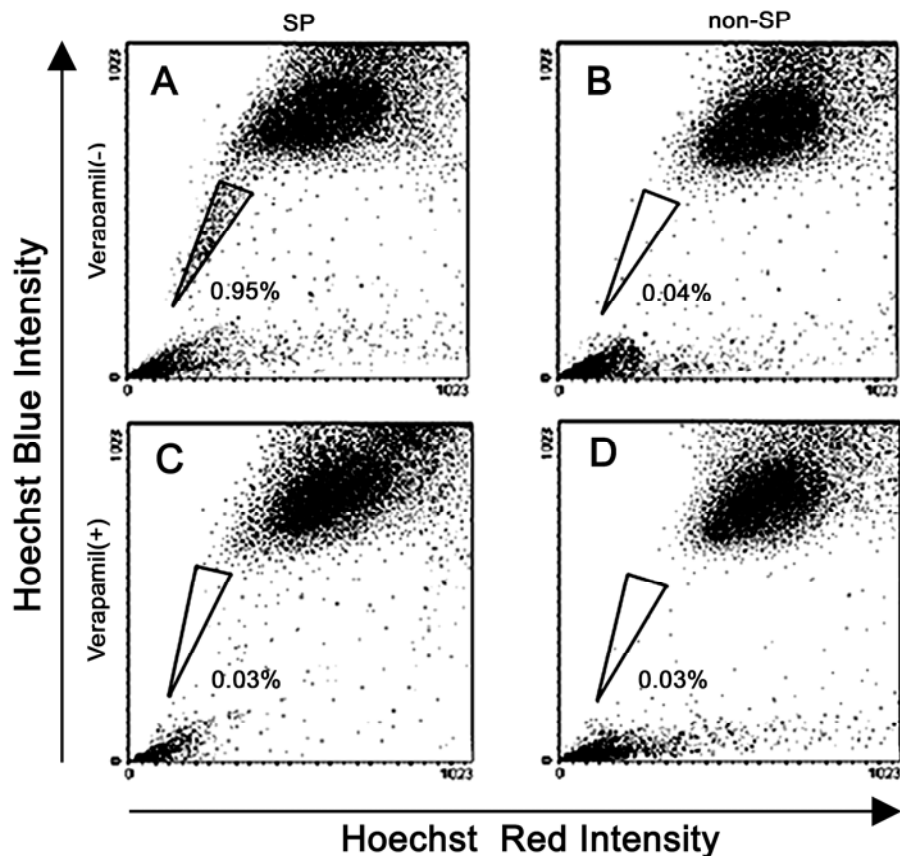 SP
non-SP
Hoechst Blue Intensity
Verapamil(-)
1023
A
0.95%
0
0
1023
1023
B
0.04%
0
0
1023
Verapamil(+)
1023
C
0.03%
0
0
1023
1023
D
0.03%
0
0
1023
Hoechst Red Intensity